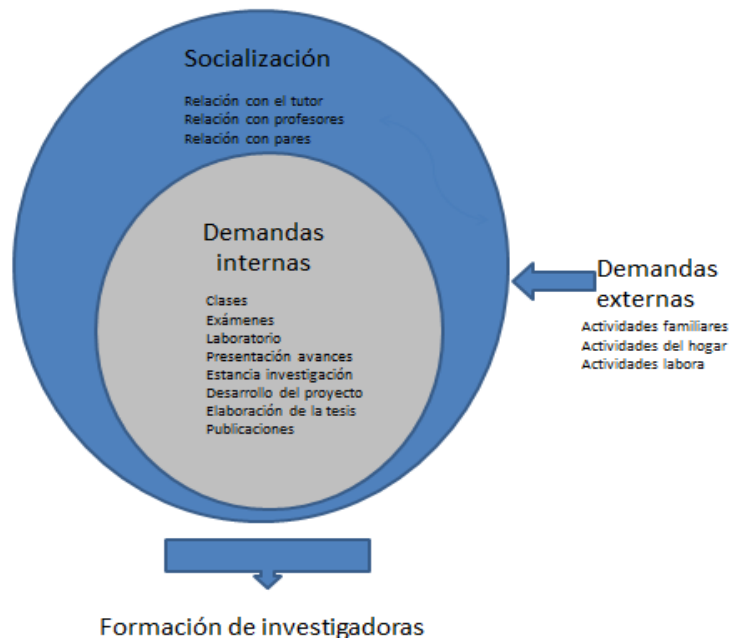 Socialización
Relación con el tutor
Relación con profesores
Relación con pares
Demandas
internas
Clases
Exámenes
Laboratorio
Presentación avances
Estancia investigación
Desarrollo del proyecto
Elaboración de la tesis
Publicaciones
Demandas
externas
Actividades familiares
Actividades del hogar
Actividades labora
Formación de investigadoras